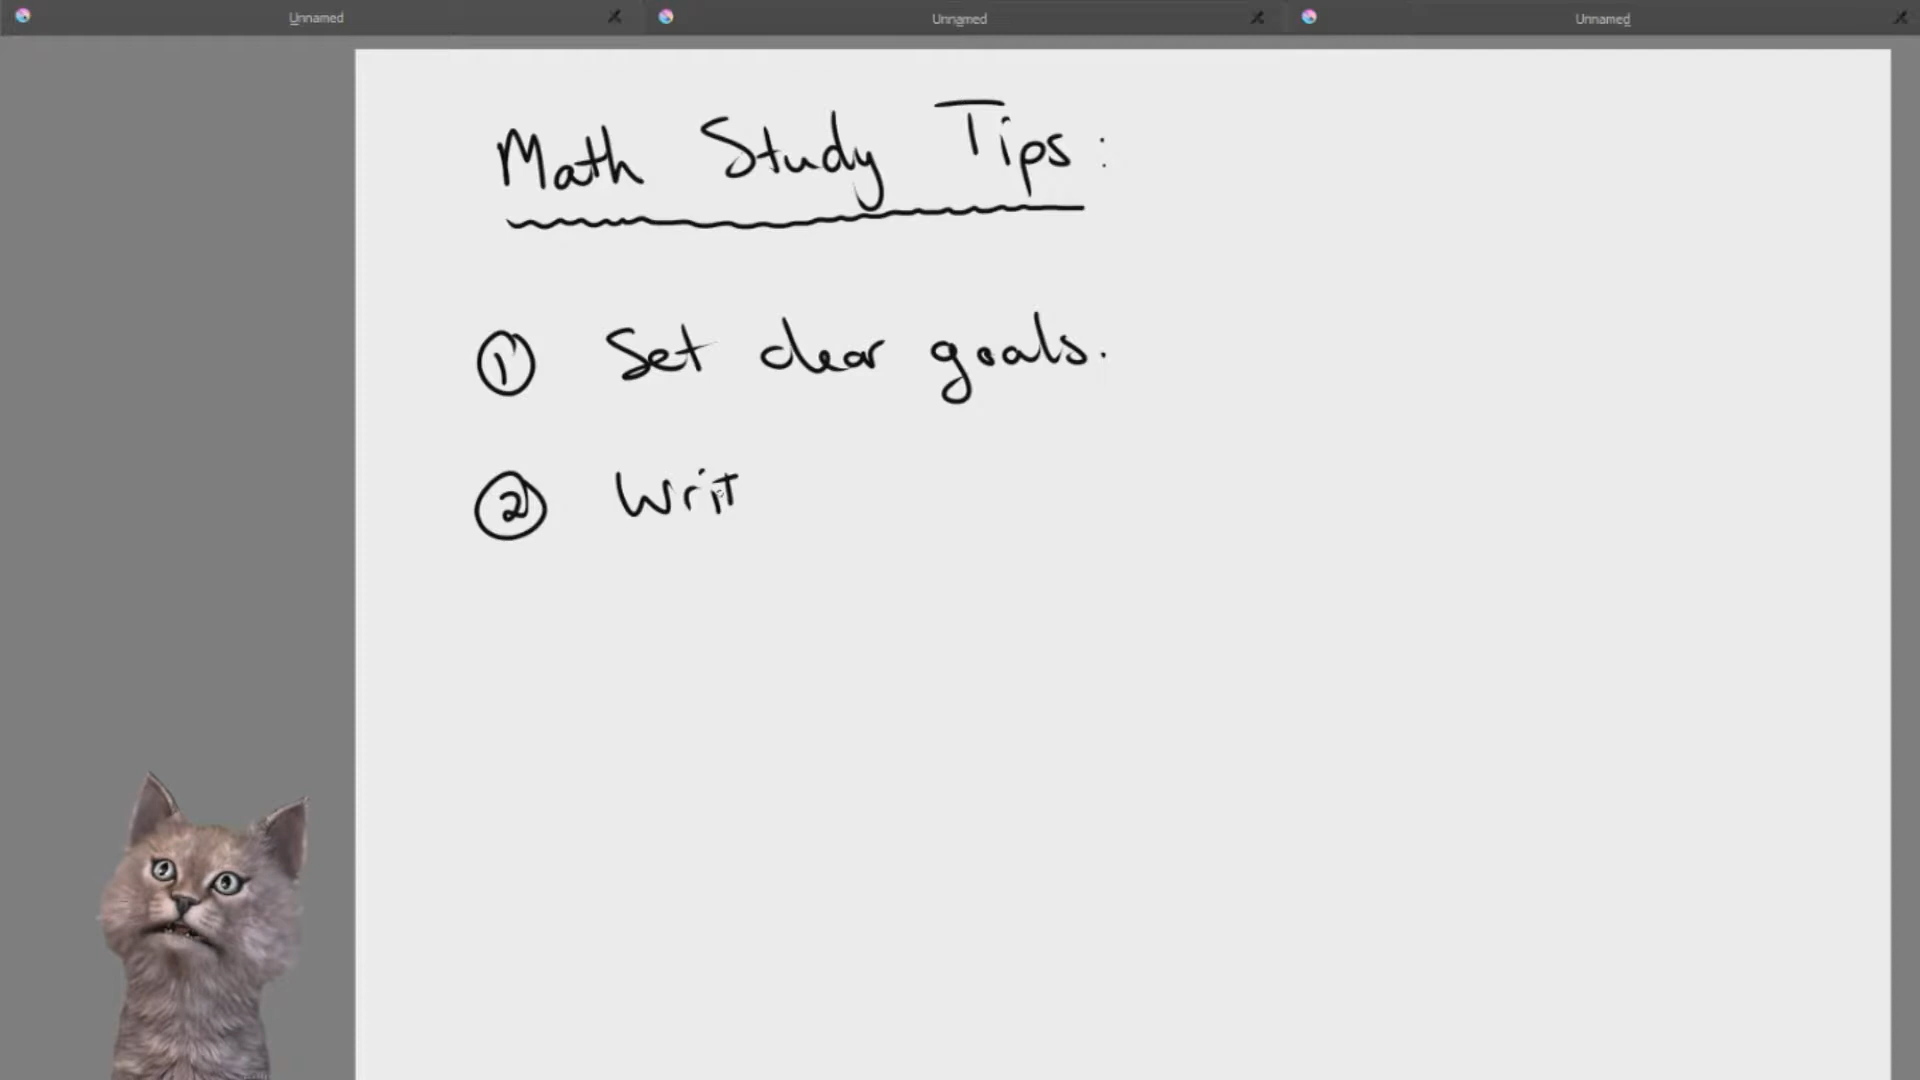 Unnamed Unnamed Unnamed
Math Study Tips:
① Set clear goals.
② Writ